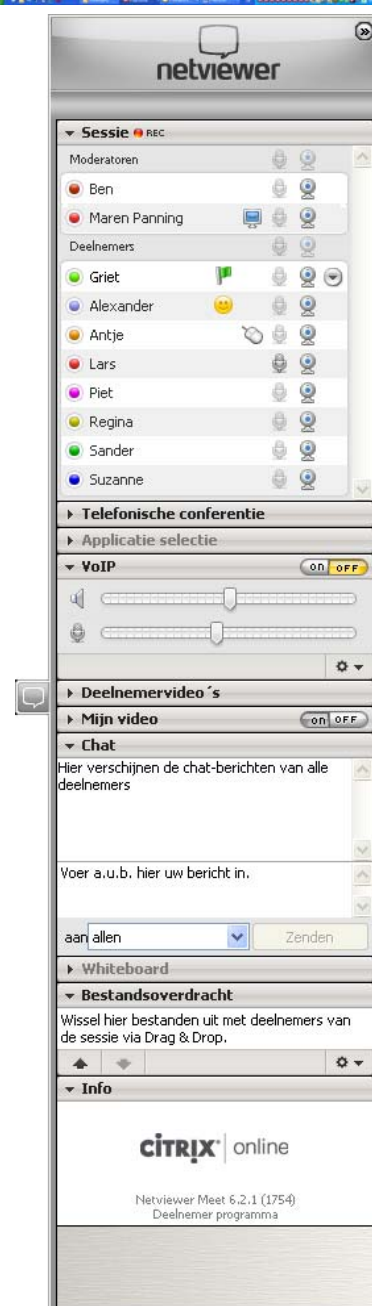 netviewer
Sessie REC
Moderatoren
Ben
Maren Panning
Deelnemers
Griet
Alexander
Antje
Lars
Piet
Regina
Sander
Suzanne
Telefonische conferentie
Applicatie selectie
VoIP on OFF
Deelnemervideo´s
Mijn video on OFF
Chat
Hier verschijnen de chat-berichten van alle
deelnemers
Voer a.u.b. hier uw bericht in.
aan allen Zenden
Whiteboard
Bestandsoverdracht
Wissel hier bestanden uit met deelnemers van
de sessie via Drag & Drop.
Info
CİTRIX online
Netviewer Meet 6.2.1 (1754)
Deelnemer programma